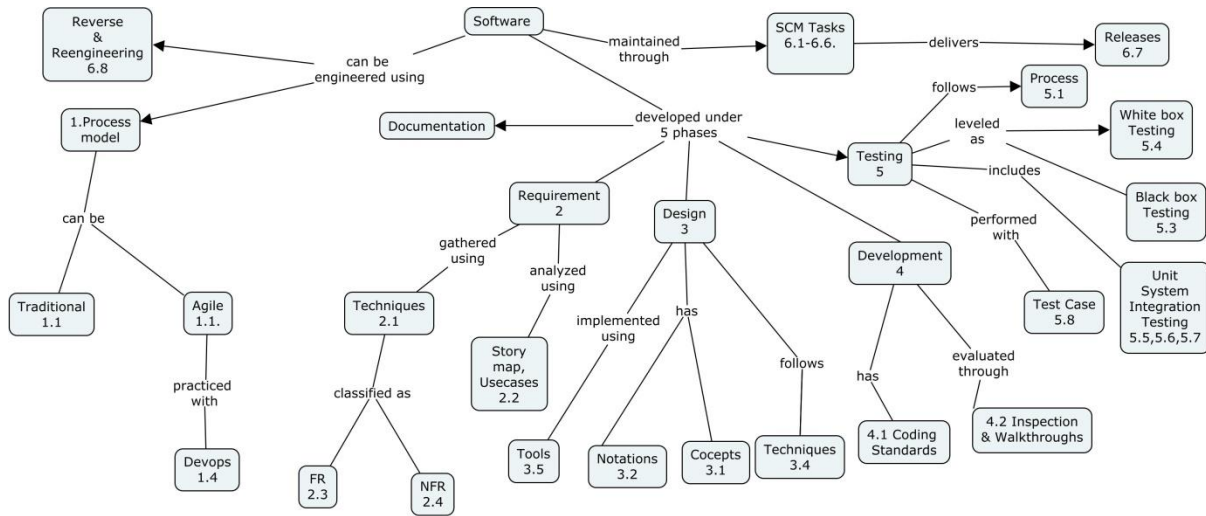 Reverse
&
Reengineering
6.8
Software
SCM Tasks
6.1-6.6.
Releases
6.7
maintained
through
delivers
can be
engineered using
Process
5.1
follows
1.Process
model
Documentation
developed under
5 phases
White box
Testing
5.4
leveled
as
Testing
5
includes
Requirement
2
Design
3
Black box
Testing
5.3
performed
with
can be
gathered
using
analyzed
using
Development
4
Traditional
1.1
Agile
1.1.
Techniques
2.1
Test Case
5.8
Unit
System
Integration
Testing
5.5,5.6,5.7
implemented
using
has
Story
map,
Usecases
2.2
follows
has
evaluated
through
practiced
with
classified as
4.1 Coding
Standards
4.2 Inspection
& Walkthroughs
Devops
1.4
FR
2.3
NFR
2.4
Tools
3.5
Notations
3.2
Cocepts
3.1
Techniques
3.4